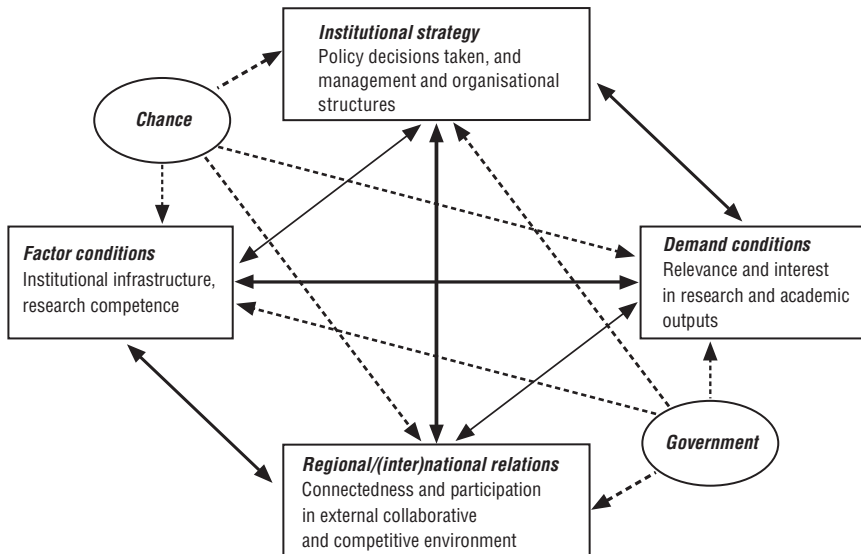 Institutional strategy
Policy decisions taken, and
management and organisational
structures
Chance
Factor conditions
Institutional infrastructure,
research competence
Demand conditions
Relevance and interest
in research and academic
outputs
Government
Regional/(inter)national relations
Connectedness and participation
in external collaborative
and competitive environment